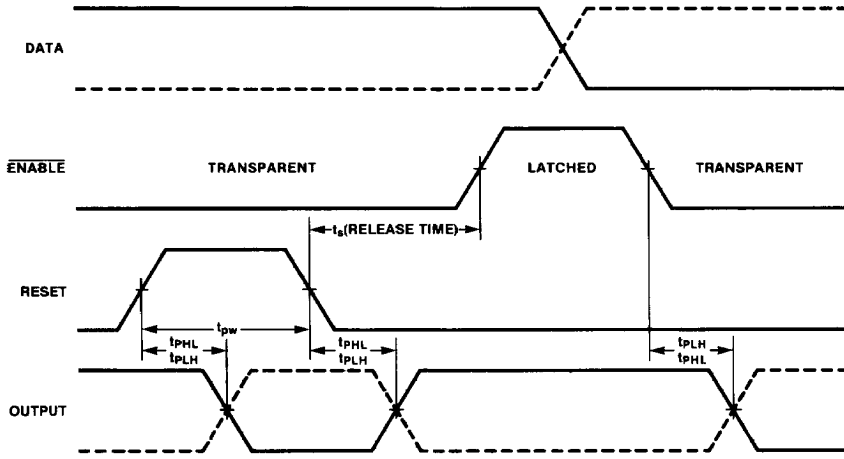 DATA
ENABLE
TRANSPARENT
LATCHED
TRANSPARENT
ts(RELEASE TIME)
RESET
tpw
tPHL
tPLH
tPHL
tPLH
tPLH
tPHL
OUTPUT